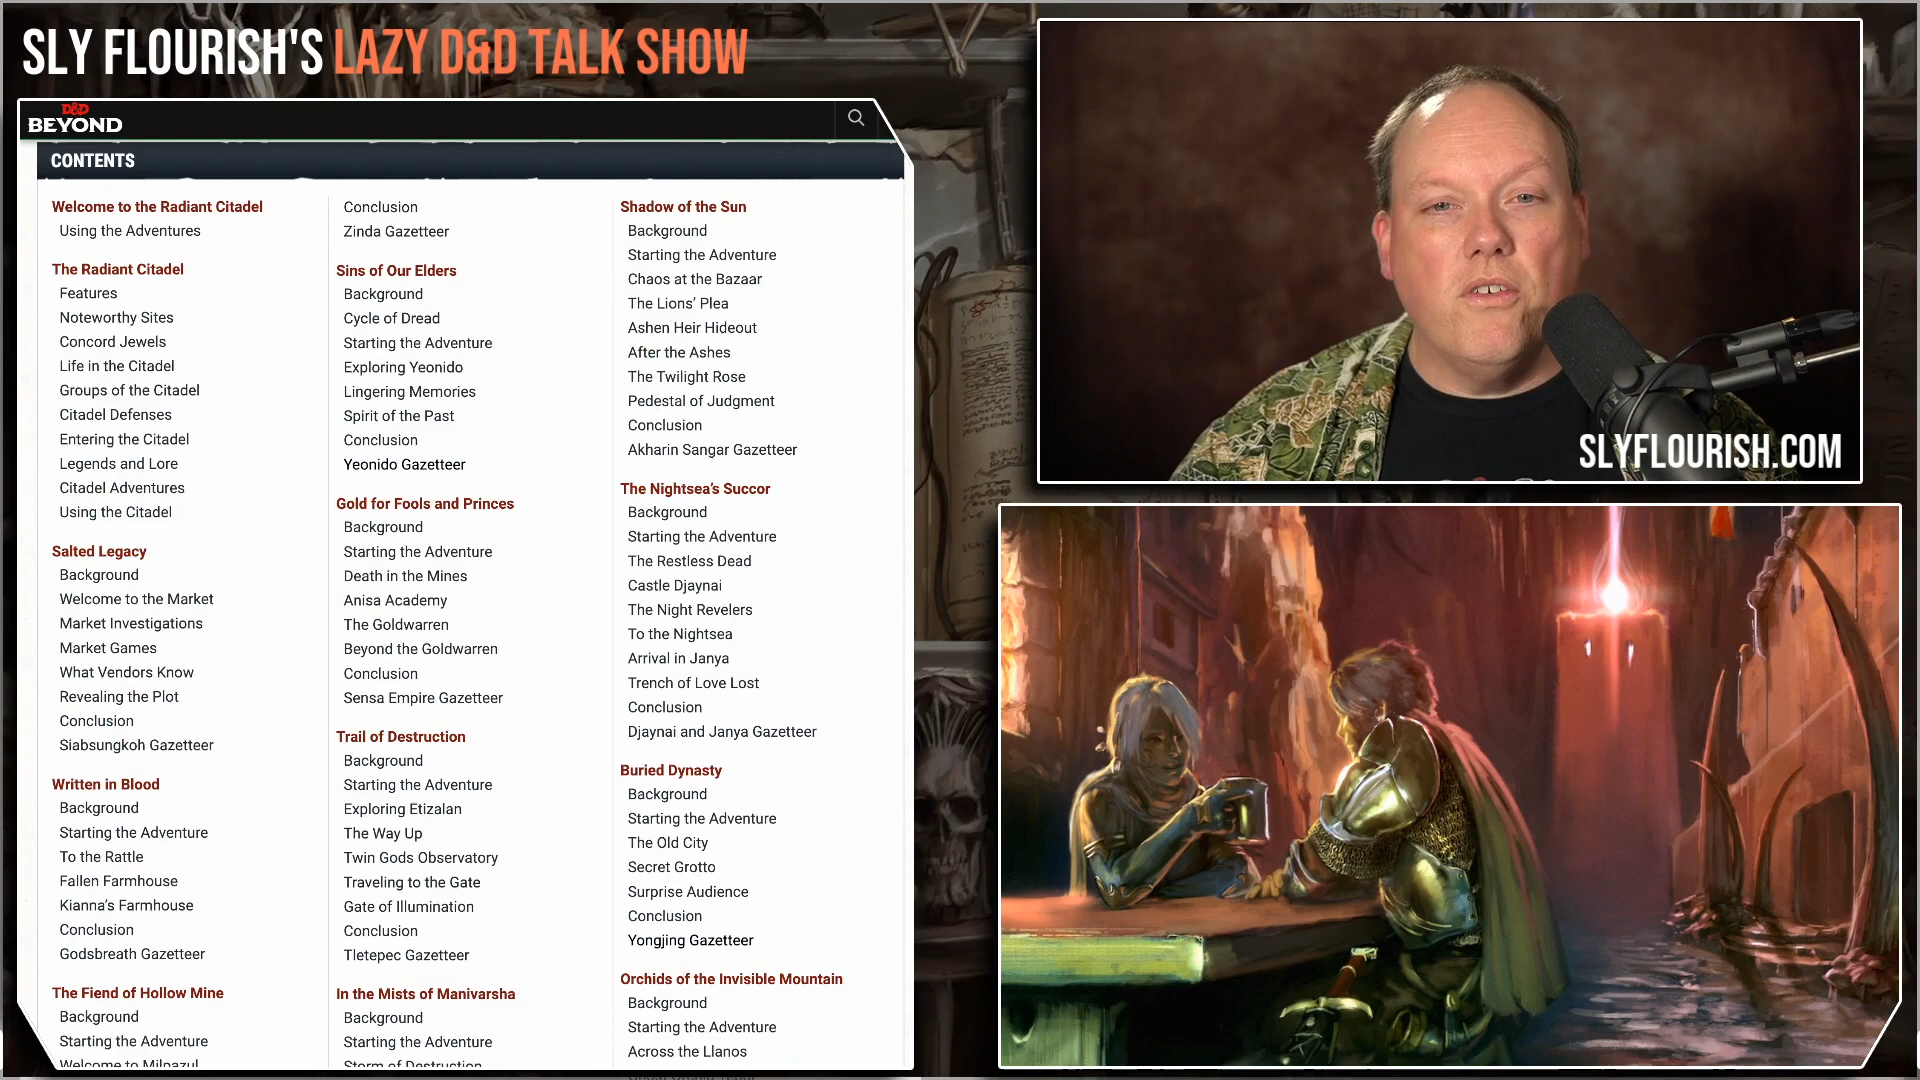 SLY FLOURISH'S LAZY D&D TALK SHOW
D&D
BEYOND
CONTENTS
Welcome to the Radiant Citadel
Using the Adventures
The Radiant Citadel
Features
Noteworthy Sites
Concord Jewels
Life in the Citadel
Groups of the Citadel
Citadel Defenses
Entering the Citadel
Legends and Lore
Citadel Adventures
Using the Citadel
Salted Legacy
Background
Welcome to the Market
Market Investigations
Market Games
What Vendors Know
Revealing the Plot
Conclusion
Siabsungkoh Gazetteer
Written in Blood
Background
Starting the Adventure
To the Rattle
Fallen Farmhouse
Kianna's Farmhouse
Conclusion
Godsbreath Gazetteer
The Fiend of Hollow Mine
Background
Starting the Adventure
Welcome to Milpazul
Conclusion
Zinda Gazetteer
Sins of Our Elders
Background
Cycle of Dread
Starting the Adventure
Exploring Yeonido
Lingering Memories
Spirit of the Past
Conclusion
Yeonido Gazetteer
Gold for Fools and Princes
Background
Starting the Adventure
Death in the Mines
Anisa Academy
The Goldwarren
Beyond the Goldwarren
Conclusion
Sensa Empire Gazetteer
Trail of Destruction
Background
Starting the Adventure
Exploring Etizalan
The Way Up
Twin Gods Observatory
Traveling to the Gate
Gate of Illumination
Conclusion
Tletepec Gazetteer
In the Mists of Manivarsha
Background
Starting the Adventure
Storm of Destruction
Shadow of the Sun
Background
Starting the Adventure
Chaos at the Bazaar
The Lions' Plea
Ashen Heir Hideout
After the Ashes
The Twilight Rose
Pedestal of Judgment
Conclusion
Akharin Sangar Gazetteer
The Nightsea's Succor
Background
Starting the Adventure
The Restless Dead
Castle Djaynai
The Night Revelers
To the Nightsea
Arrival in Janya
Trench of Love Lost
Conclusion
Djaynai and Janya Gazetteer
Buried Dynasty
Background
Starting the Adventure
The Old City
Secret Grotto
Surprise Audience
Conclusion
Yongjing Gazetteer
Orchids of the Invisible Mountain
Background
Starting the Adventure
Across the Llanos
SLYFLOURISH.COM